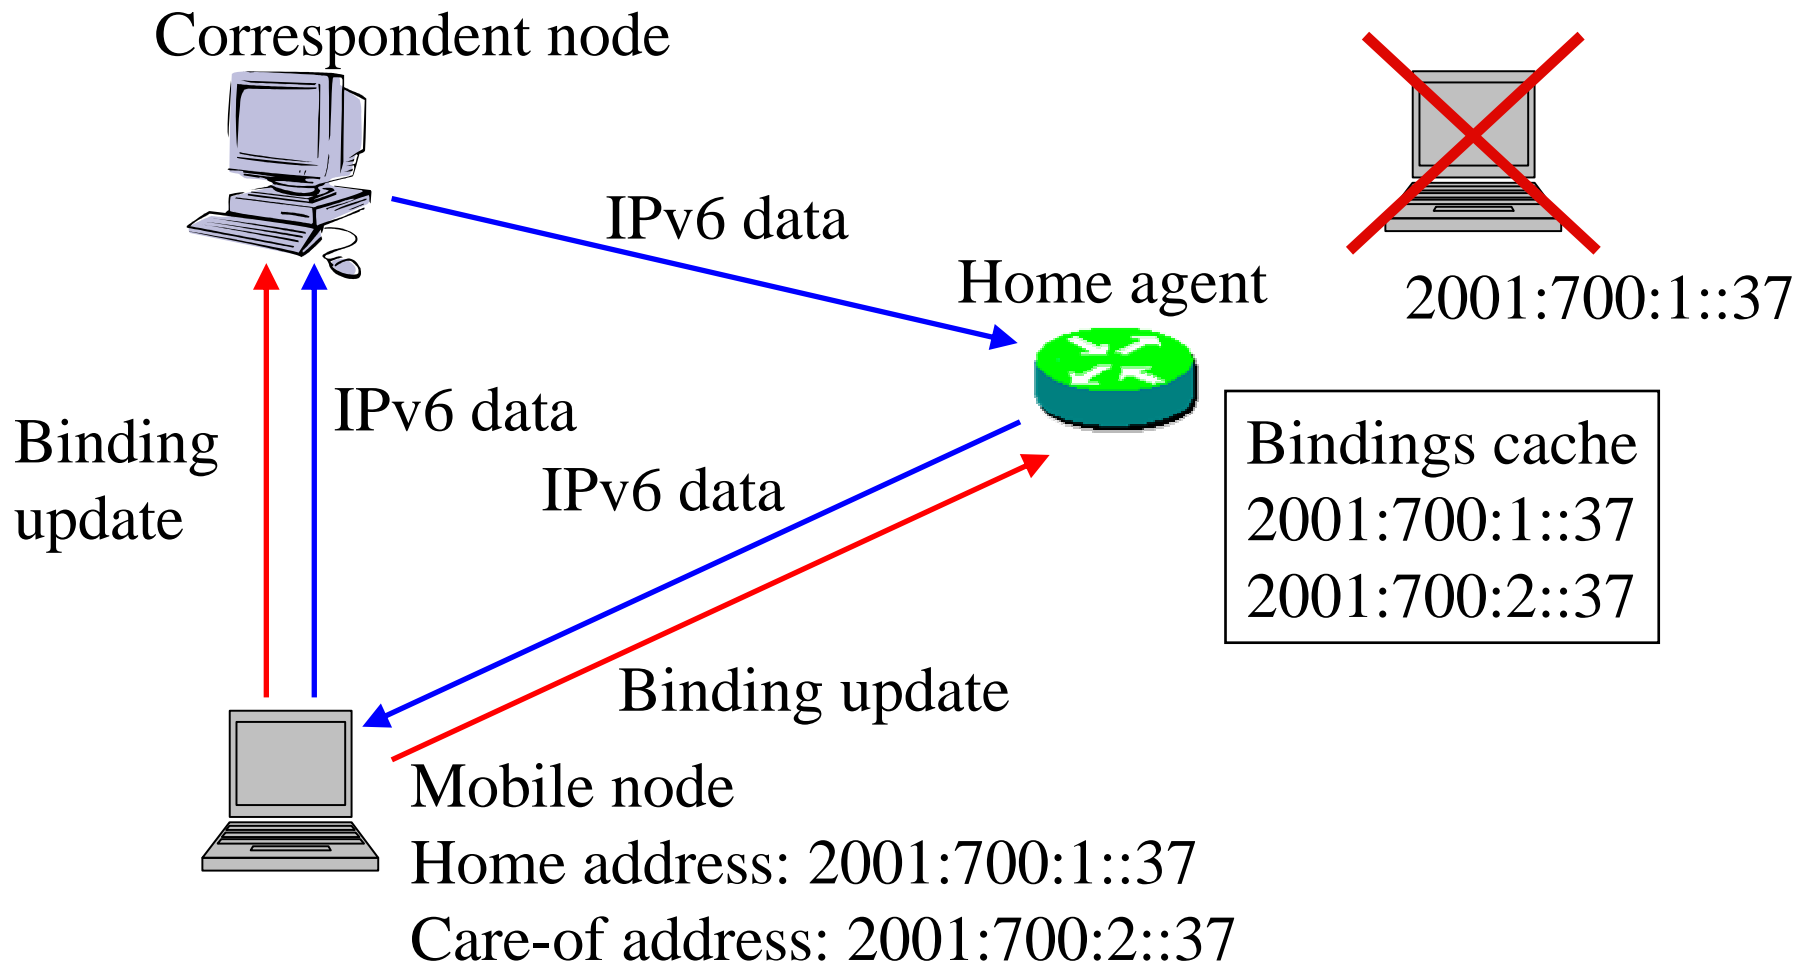 Correspondent node
IPv6 data
Home agent
2001:700:1::37
IPv6 data
Binding
update
IPv6 data
Bindings cache
2001:700:1::37
2001:700:2::37
Binding update
Mobile node
Home address: 2001:700:1::37
Care-of address: 2001:700:2::37